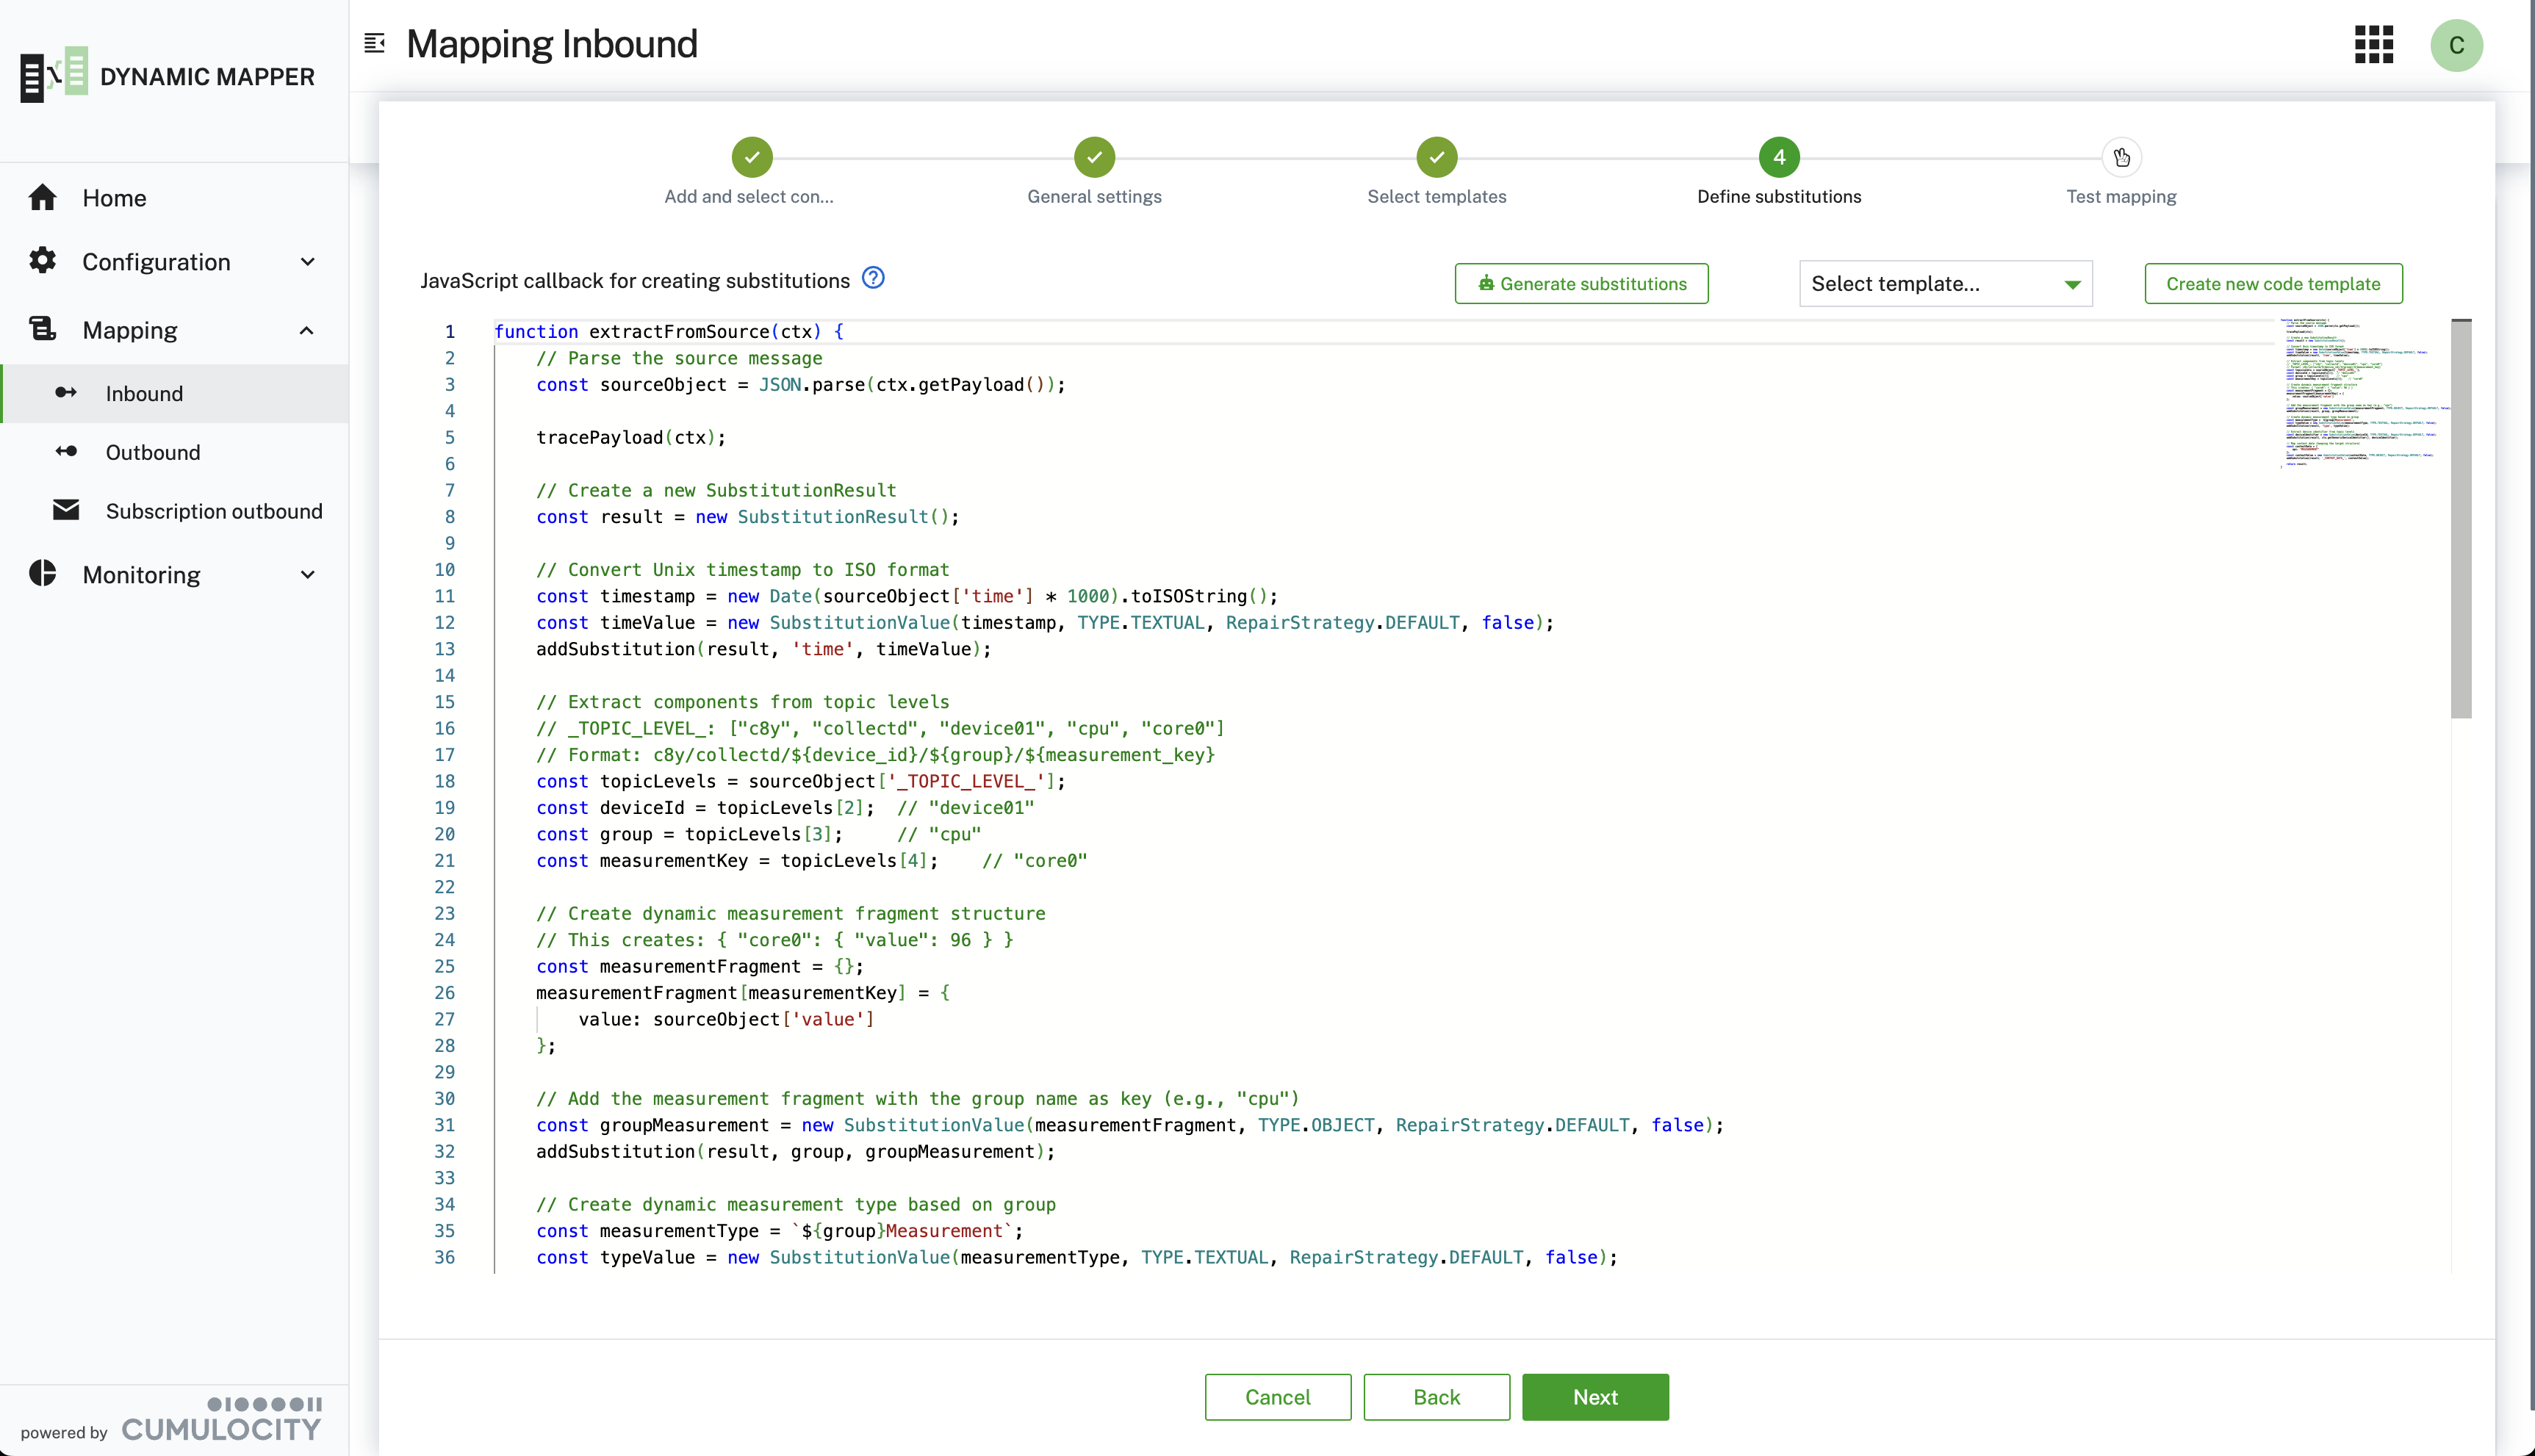 DYNAMIC MAPPER
Mapping Inbound
C
Home
Configuration
Mapping
Inbound
Outbound
Subscription outbound
Monitoring
powered by CUMULOCITY
Add and select con...
General settings
Select templates
4
Define substitutions
Test mapping
JavaScript callback for creating substitutions
Generate substitutions
Select template...
Create new code template
1 function extractFromSource(ctx) {
2 // Parse the source message
3 const sourceObject = JSON.parse(ctx.getPayload());
4
5 tracePayload(ctx);
6
7 // Create a new SubstitutionResult
8 const result = new SubstitutionResult();
9
10 // Convert Unix timestamp to ISO format
11 const timestamp = new Date(sourceObject['time'] * 1000).toISOString();
12 const timeValue = new SubstitutionValue(timestamp, TYPE.TEXTUAL, RepairStrategy.DEFAULT, false);
13 addSubstitution(result, 'time', timeValue);
14
15 // Extract components from topic levels
16 // _TOPIC_LEVEL_: ["c8y", "collectd", "device01", "cpu", "core0"]
17 // Format: c8y/collectd/${device_id}/${group}/${measurement_key}
18 const topicLevels = sourceObject['_TOPIC_LEVEL_'];
19 const deviceId = topicLevels[2]; // "device01"
20 const group = topicLevels[3]; // "cpu"
21 const measurementKey = topicLevels[4]; // "core0"
22
23 // Create dynamic measurement fragment structure
24 // This creates: { "core0": { "value": 96 } }
25 const measurementFragment = {};
26 measurementFragment[measurementKey] = {
27 value: sourceObject['value']
28 };
29
30 // Add the measurement fragment with the group name as key (e.g., "cpu")
31 const groupMeasurement = new SubstitutionValue(measurementFragment, TYPE.OBJECT, RepairStrategy.DEFAULT, false);
32 addSubstitution(result, group, groupMeasurement);
33
34 // Create dynamic measurement type based on group
35 const measurementType = `${group}Measurement`;
36 const typeValue = new SubstitutionValue(measurementType, TYPE.TEXTUAL, RepairStrategy.DEFAULT, false);
Cancel
Back
Next